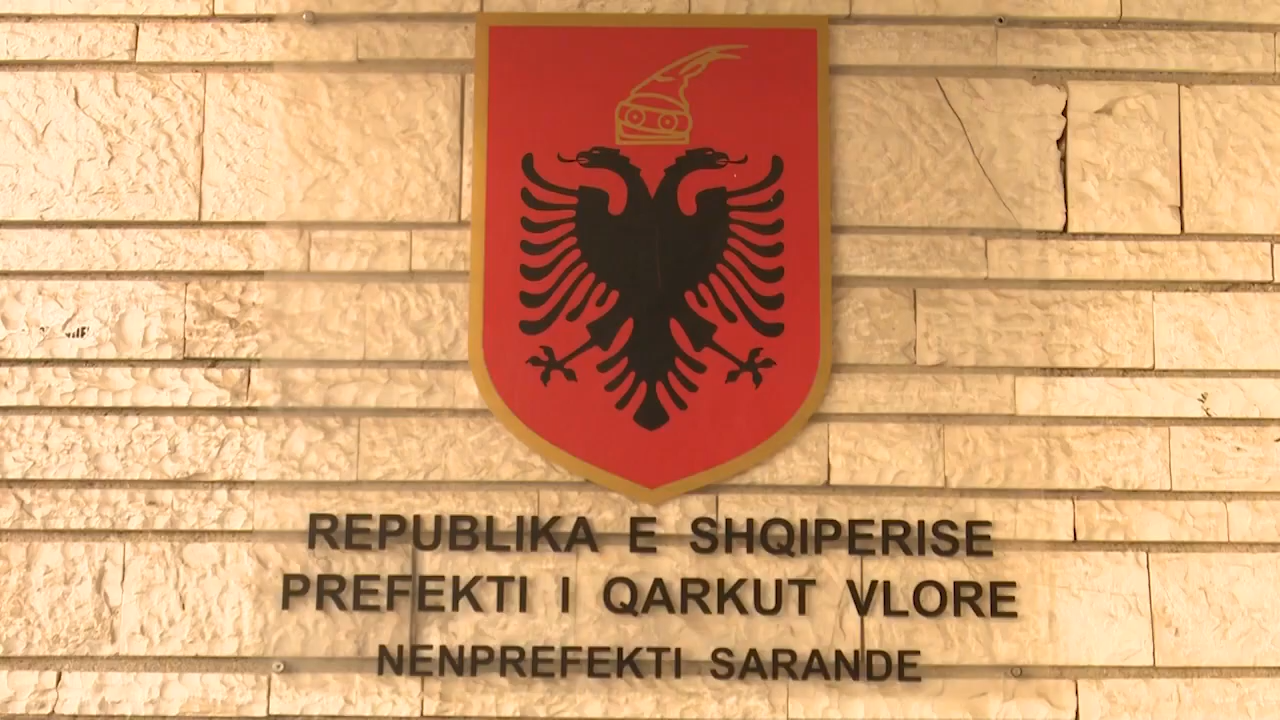 REPUBLIKA E SHQIPERISE
PREFEKTI I QARKUT VLORE
NENPREFEKTI SARANDE